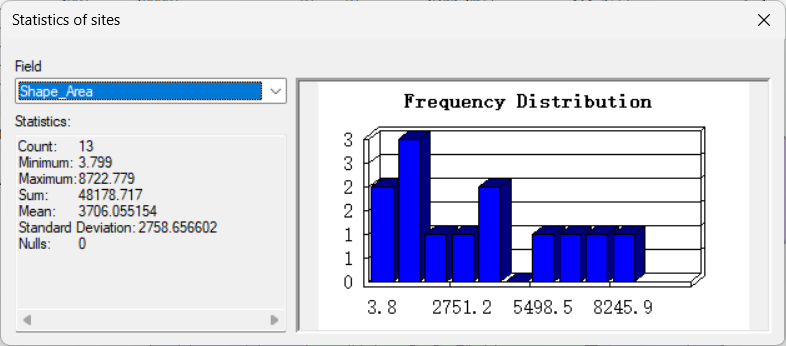 Statistics of sites
Field
Shape_Area
Statistics:
Count: 13
Minimum: 3.799
Maximum: 8722.779
Sum: 48178.717
Mean: 3706.055154
Standard Deviation: 2758.656602
Nulls: 0
Frequency Distribution
3
3
2
2
1
1
0
3.8 2751.2 5498.5 8245.9